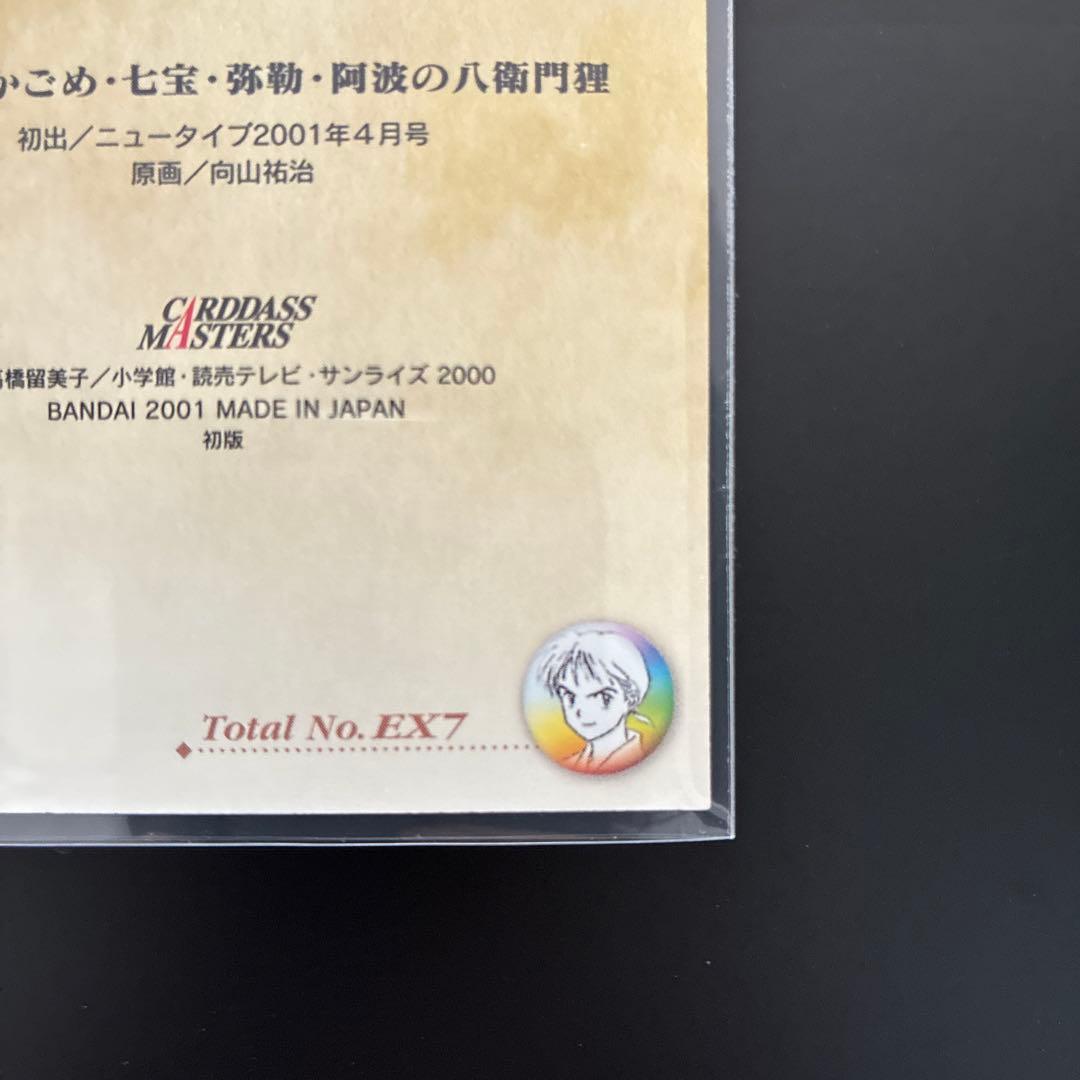 かごめ・七宝・弥勒・阿波の八衛門狸
初出／ニュータイプ2001年4月号
原画／向山祐治
CARDDASS
MASTERS
橋留美子／小学館・読売テレビ・サンライズ 2000
BANDAI 2001 MADE IN JAPAN
初版
Total No. EX7